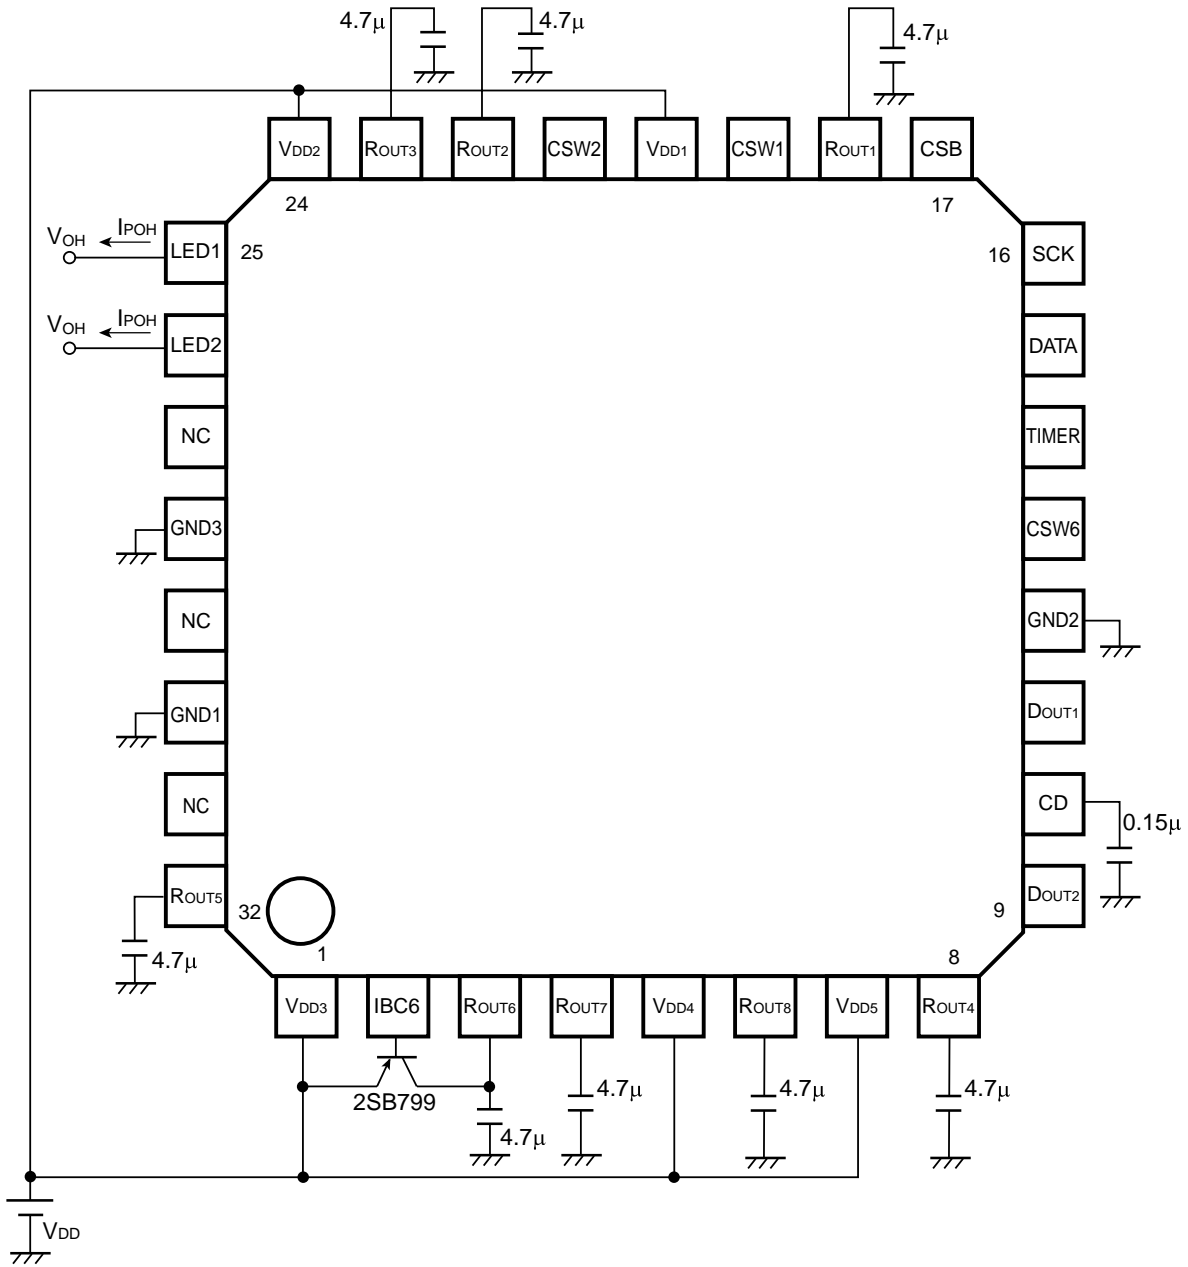 4.7μ
4.7μ
4.7μ
VDD2
ROUT3
ROUT2
CSW2
VDD1
CSW1
ROUT1
CSB
24
17
VOH
IPOH
LED1
25
16
SCK
VOH
IPOH
LED2
DATA
NC
TIMER
GND3
CSW6
NC
GND2
GND1
DOUT1
NC
CD
0.15μ
ROUT5
32
9
DOUT2
4.7μ
1
8
VDD3
IBC6
ROUT6
ROUT7
VDD4
ROUT8
VDD5
ROUT4
2SB799
4.7μ
4.7μ
4.7μ
4.7μ
VDD